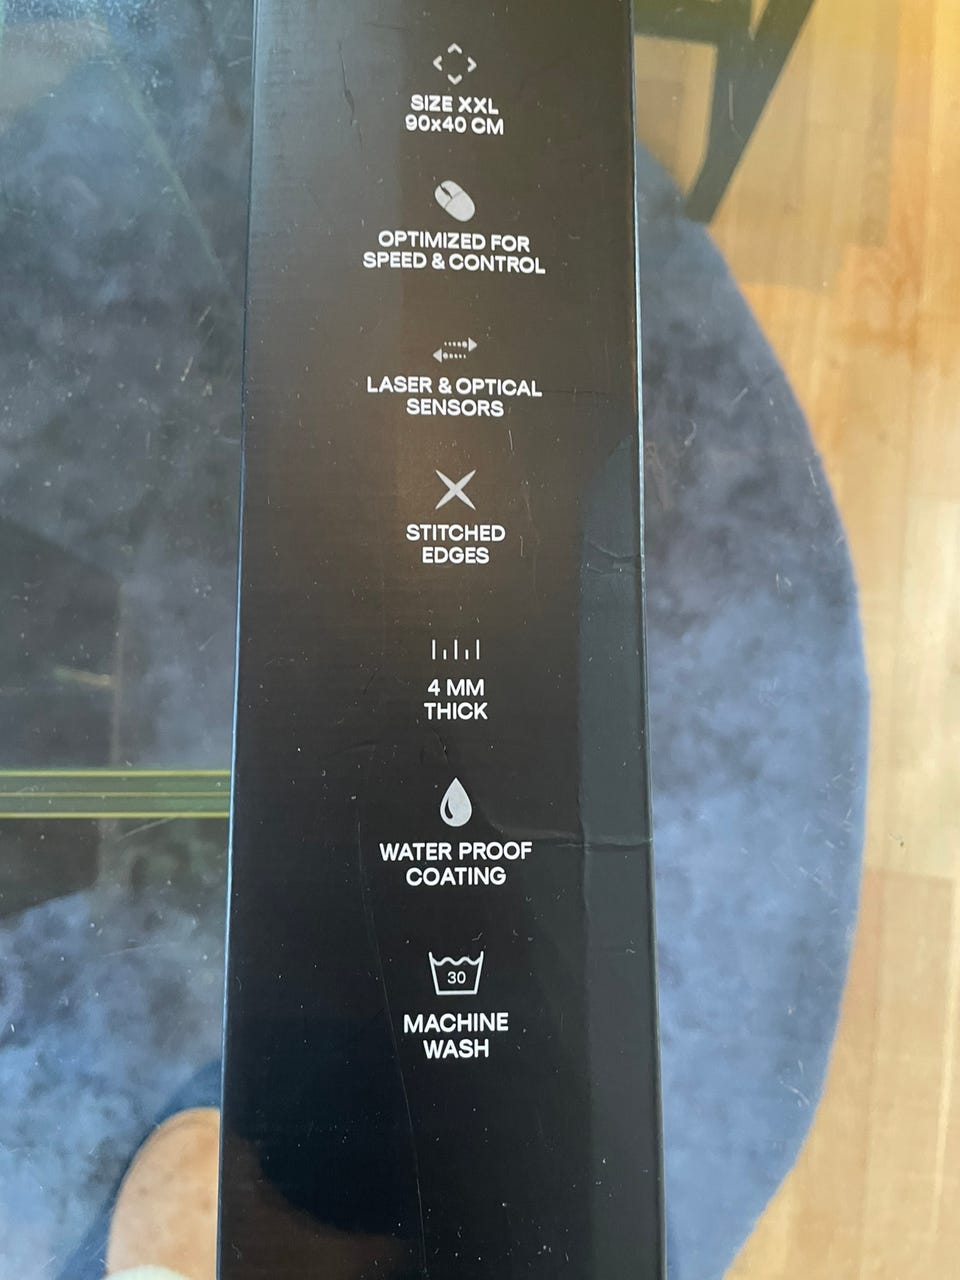 SIZE XXL
90x40 CM
OPTIMIZED FOR
SPEED & CONTROL
LASER & OPTICAL
SENSORS
STITCHED
EDGES
4 MM
THICK
WATER PROOF
COATING
30
MACHINE
WASH